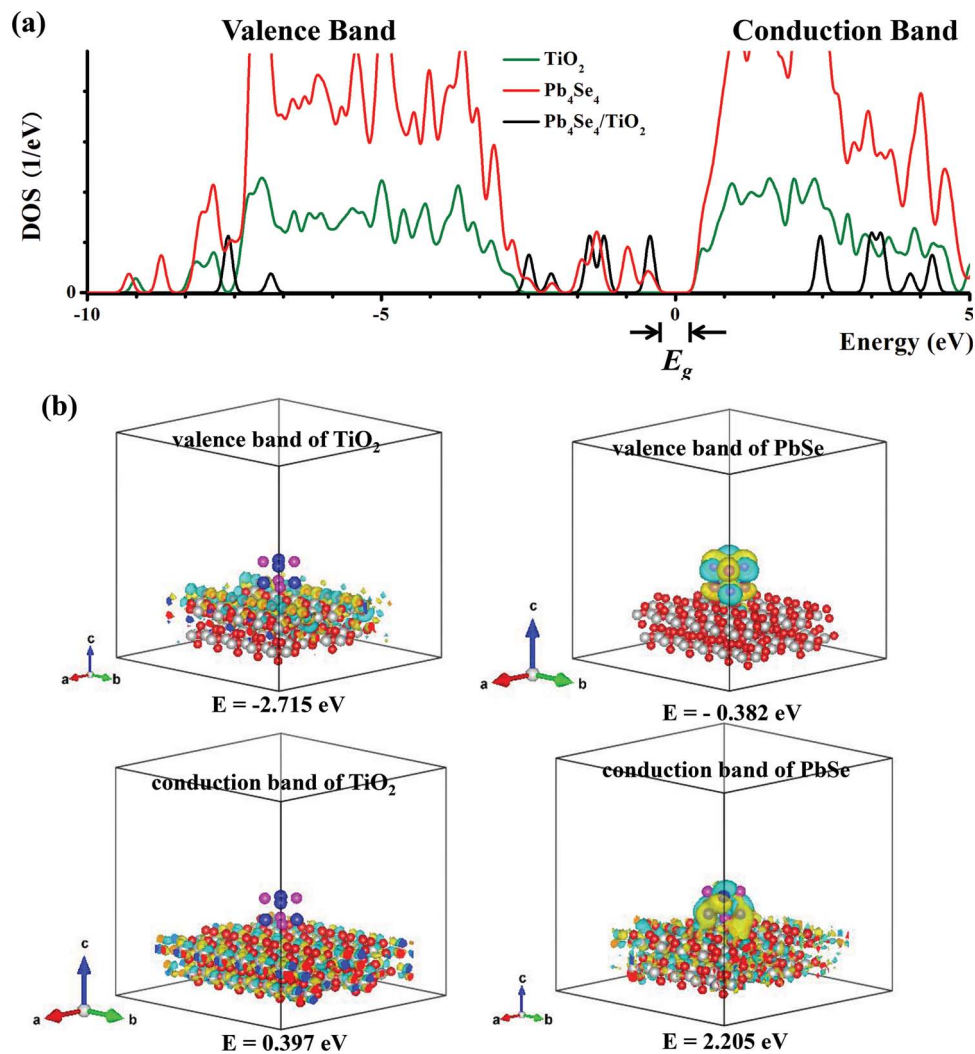 (a)
Valence Band
Conduction Band
TiO₂
Pb₄Se₄
Pb₄Se₄/TiO₂
DOS (1/eV)
0
-10
-5
0
5
Energy (eV)
E_g
(b)
valence band of TiO₂
valence band of PbSe
c
a
b
E = -2.715 eV
c
a
b
E = - 0.382 eV
conduction band of TiO₂
conduction band of PbSe
c
a
b
E = 0.397 eV
c
a
b
E = 2.205 eV